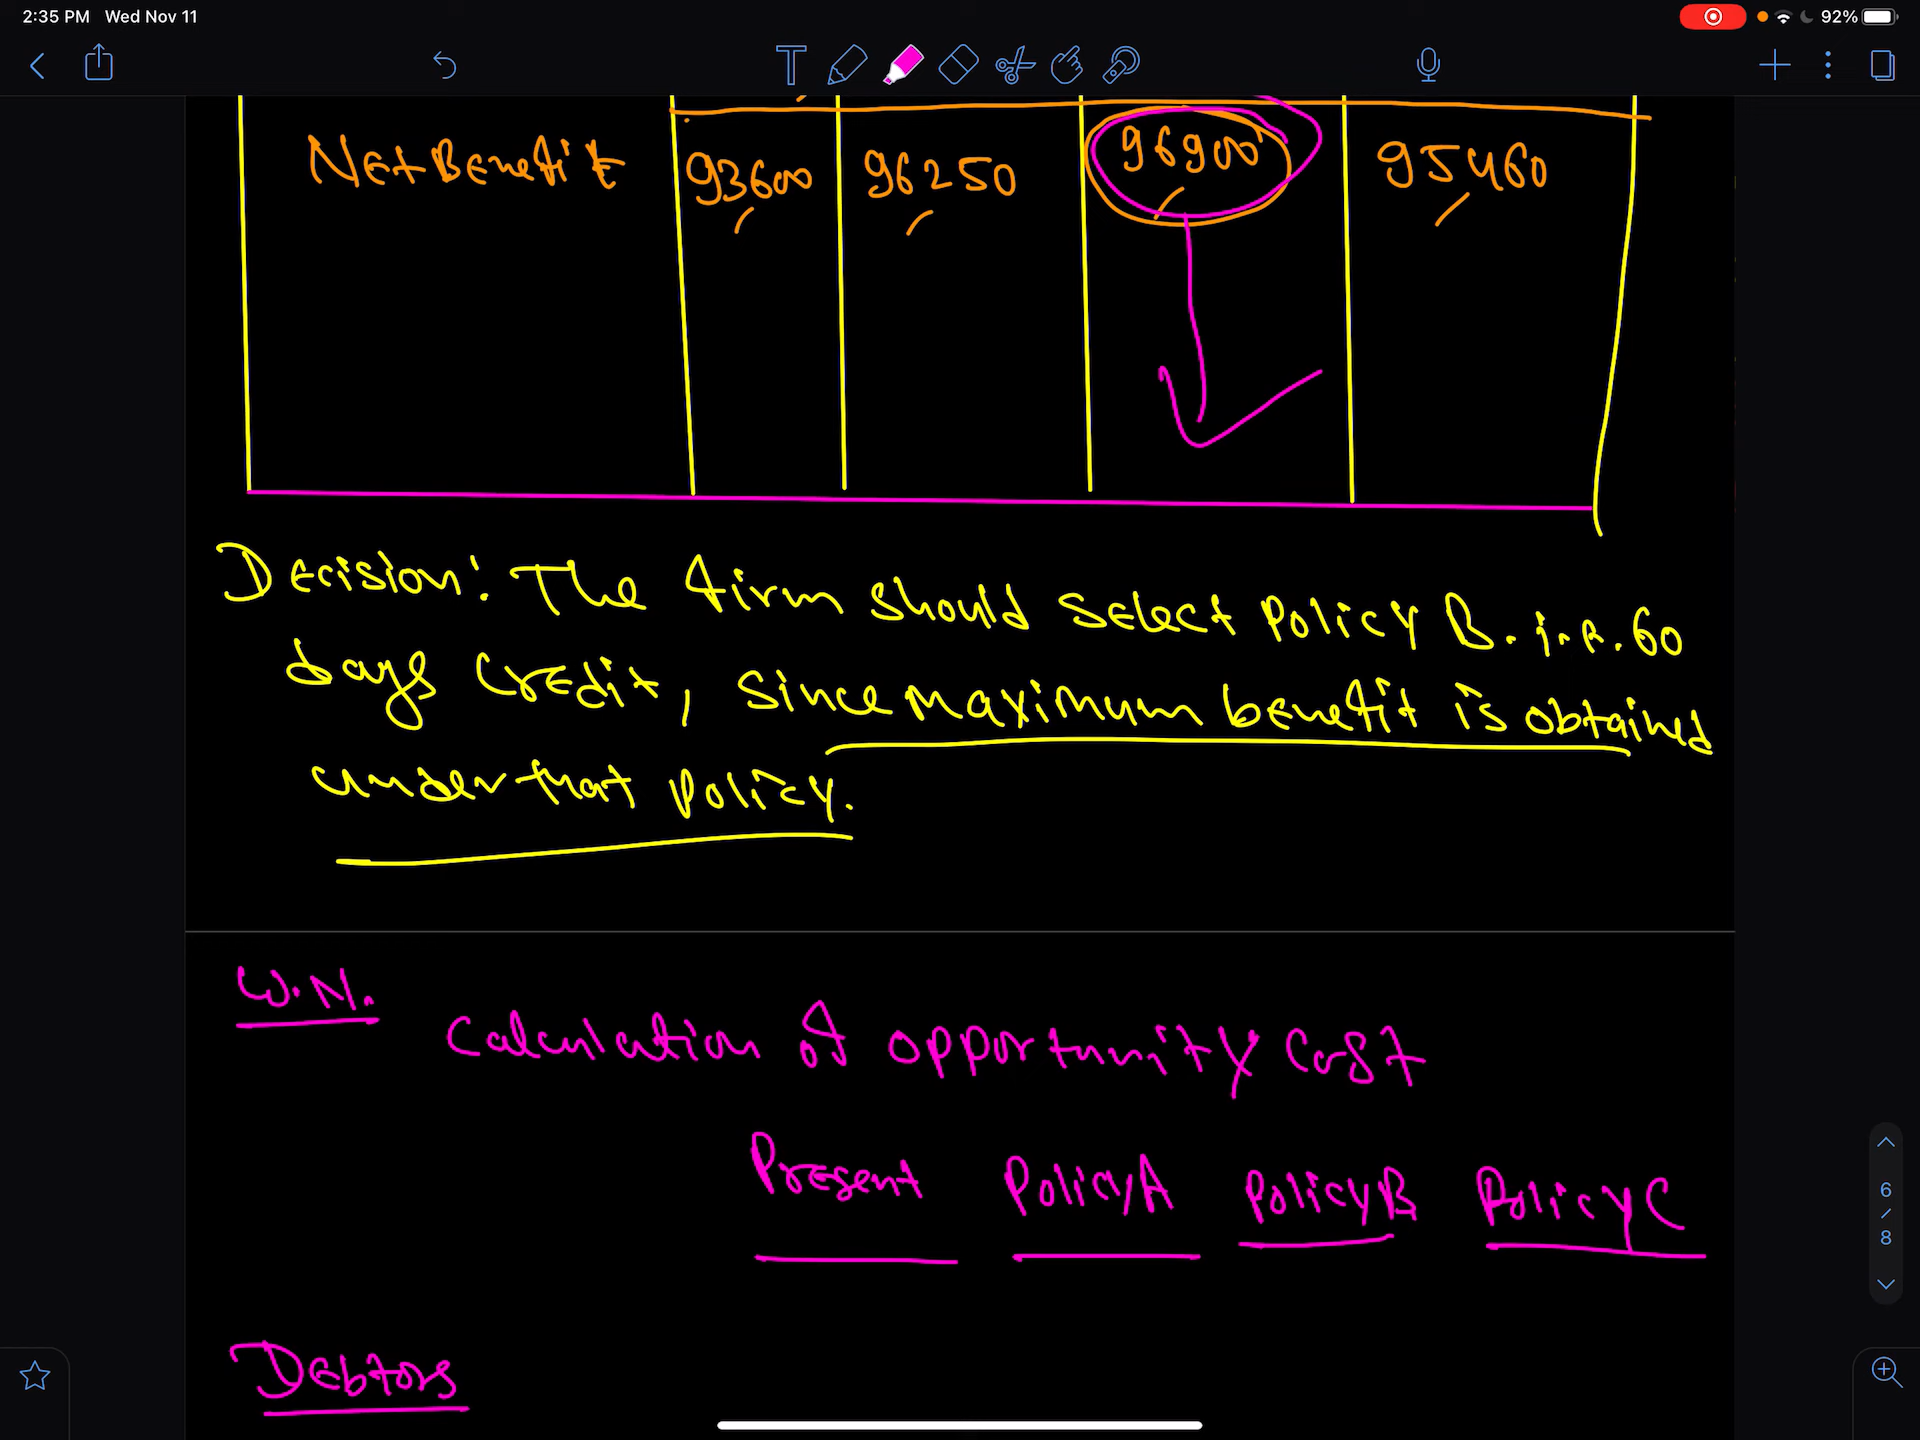 2:35 PM Wed Nov 11
92%
Net Benefit 93600 96250 96900 95460
Decision: The firm should select Policy B. i.e. 60
days credit, since maximum benefit is obtained
under that policy.
W.N.
Calculation of opportunity cost
Present Policy A Policy B Policy C
6
/
8
Debtors